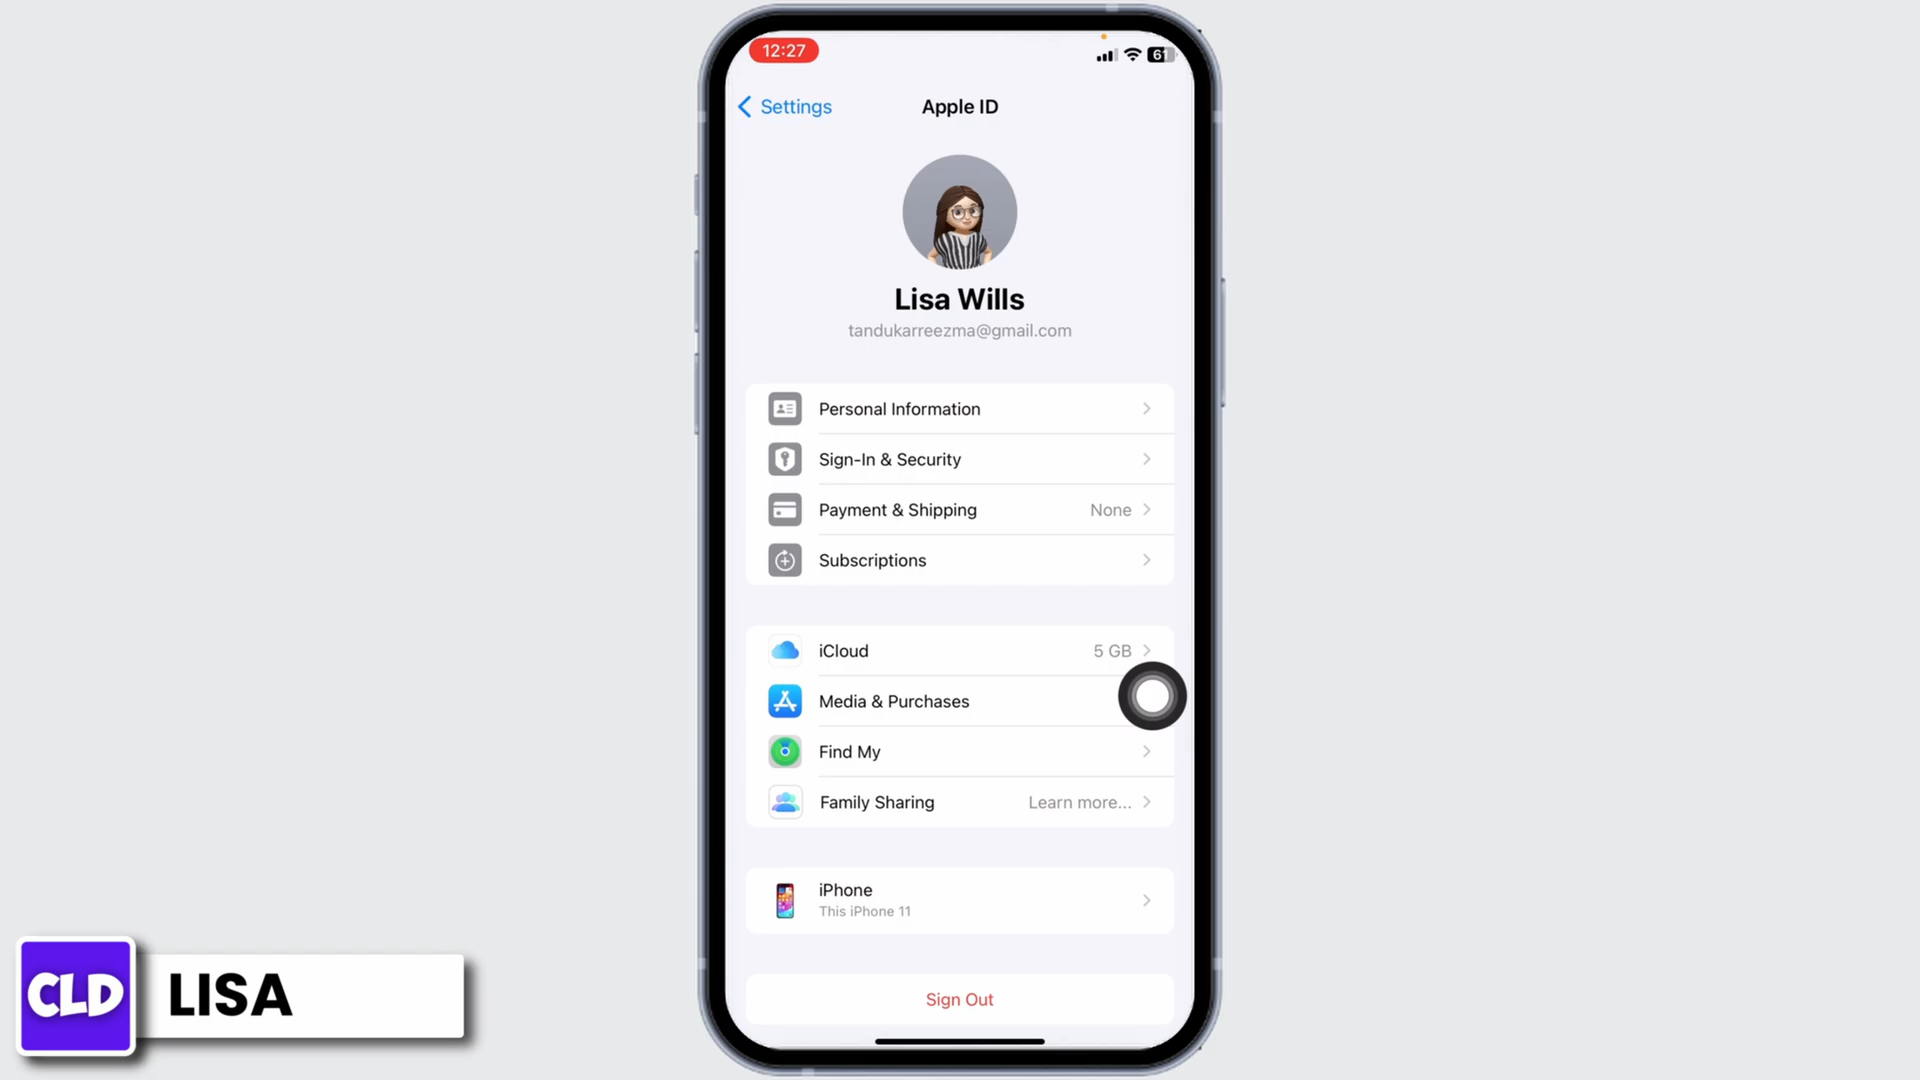 12:27
61
Settings
Apple ID
Lisa Wills
tandukarreezma@gmail.com
Personal Information
Sign-In & Security
Payment & Shipping None
Subscriptions
iCloud 5 GB
Media & Purchases
Find My
Family Sharing Learn more...
iPhone
This iPhone 11
Sign Out
CLD LISA